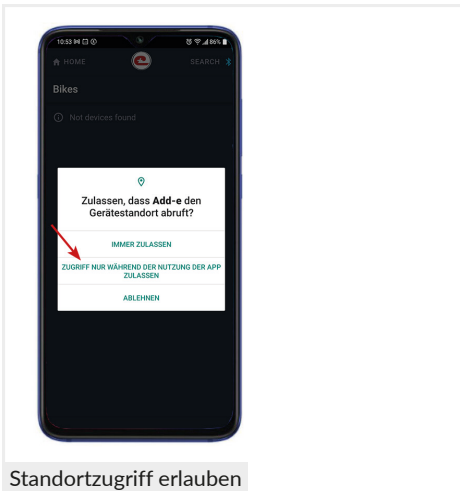 10:53
86%
HOME
SEARCH
Bikes
Not devices found
Zulassen, dass Add-e den
Gerätestandort abruft?
IMMER ZULASSEN
ZUGRIFF NUR WÄHREND DER NUTZUNG DER APP
ZULASSEN
ABLEHNEN
Standortzugriff erlauben